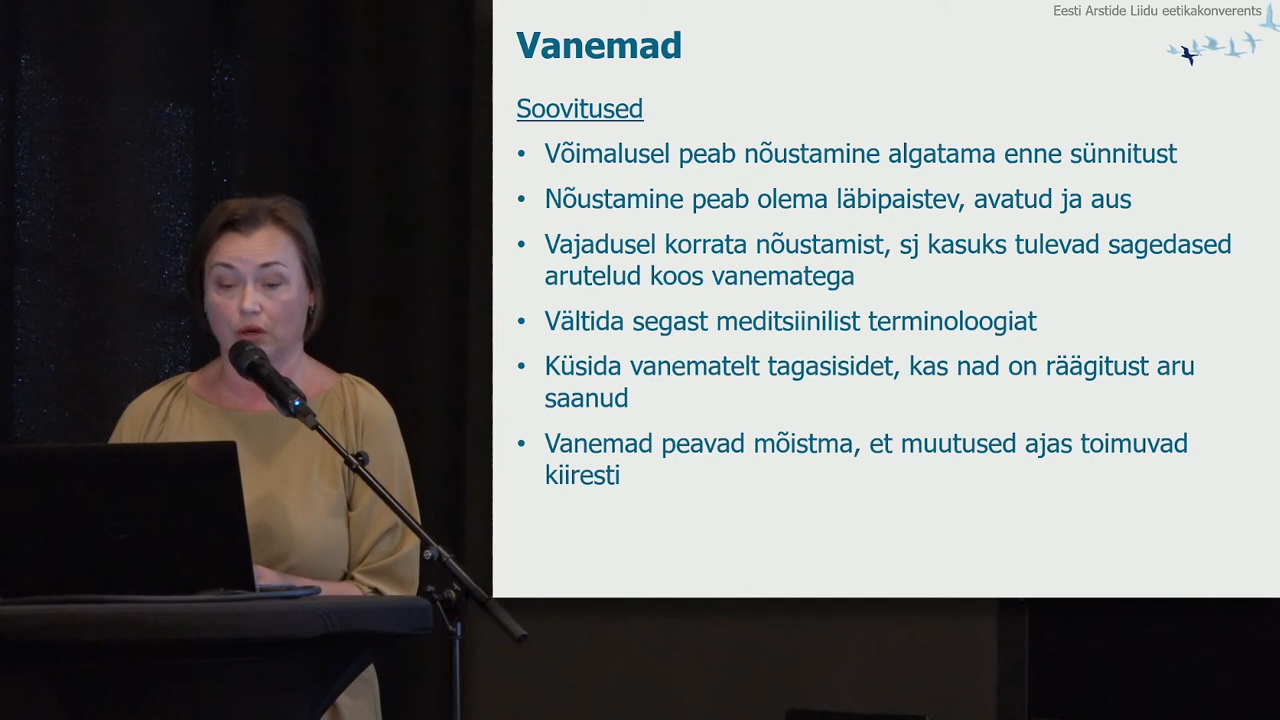 Eesti Arstide Liidu eetikakonverents
Vanemad
Soovitused
• Võimalusel peab nõustamine algatama enne sünnitust
• Nõustamine peab olema läbipaistev, avatud ja aus
• Vajadusel korrata nõustamist, sj kasuks tulevad sagedased
arutelud koos vanematega
• Vältida segast meditsiinilist terminoloogiat
• Küsida vanematelt tagasisidet, kas nad on räägitust aru
saanud
• Vanemad peavad mõistma, et muutused ajas toimuvad
kiiresti